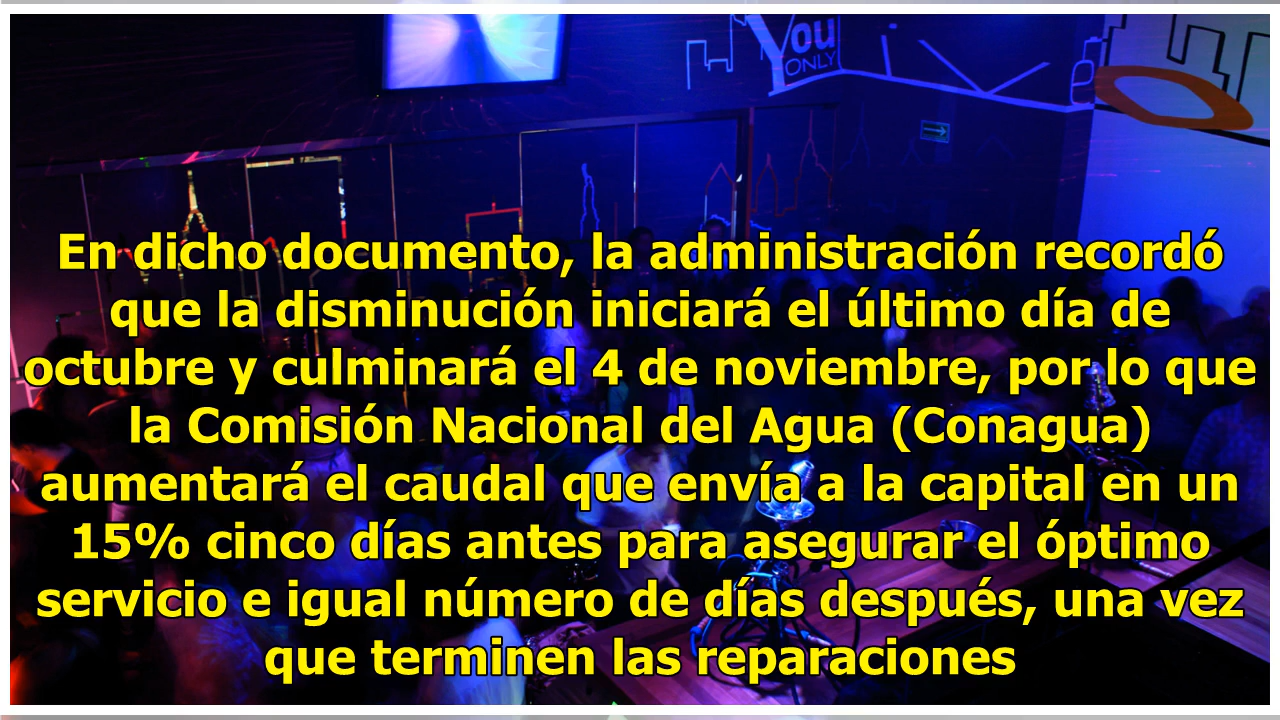 You
ONLY
En dicho documento, la administración recordó
que la disminución iniciará el último día de
octubre y culminará el 4 de noviembre, por lo que
la Comisión Nacional del Agua (Conagua)
aumentará el caudal que envía a la capital en un
15% cinco días antes para asegurar el óptimo
servicio e igual número de días después, una vez
que terminen las reparaciones